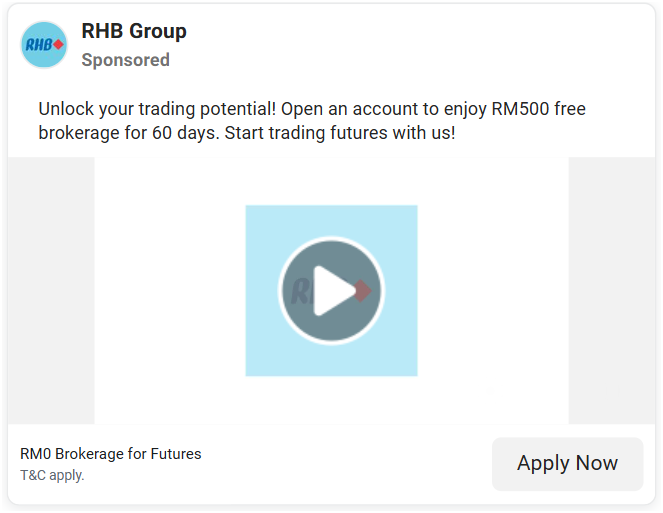 RHB
RHB Group
Sponsored
Unlock your trading potential! Open an account to enjoy RM500 free
brokerage for 60 days. Start trading futures with us!
RH
RM0 Brokerage for Futures
T&C apply.
Apply Now